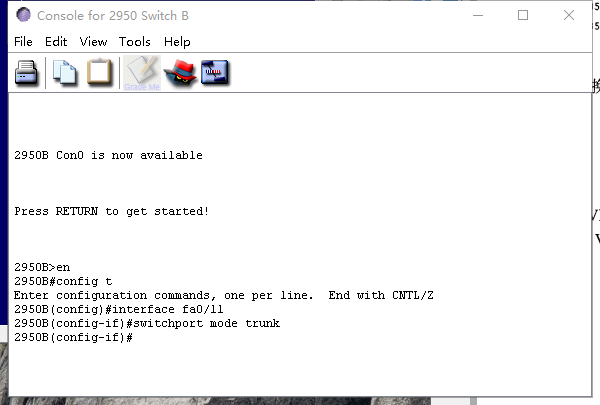 Console for 2950 Switch B
File Edit View Tools Help
Grade Me
2950B Con0 is now available
Press RETURN to get started!
2950B>en
2950B#config t
Enter configuration commands, one per line.  End with CNTL/Z
2950B(config)#interface fa0/11
2950B(config-if)#switchport mode trunk
2950B(config-if)#